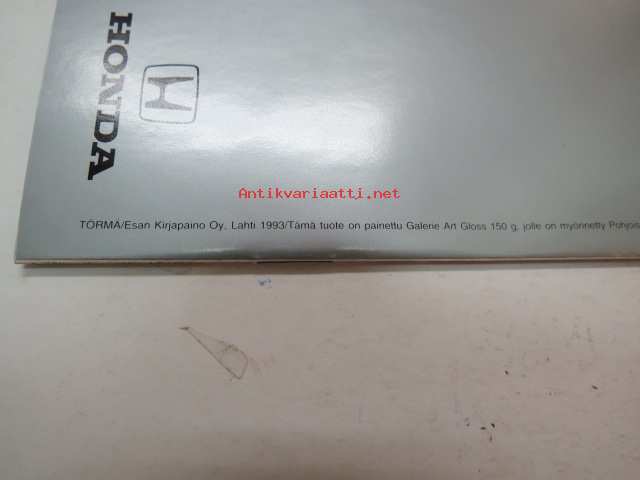 HONDA
Antikvariaatti.net
TÖRMÄ/Esan Kirjapaino Oy, Lahti 1993/Tämä tuote on painettu Galerie Art Gloss 150 g, jolle on myönnetty Pohjois